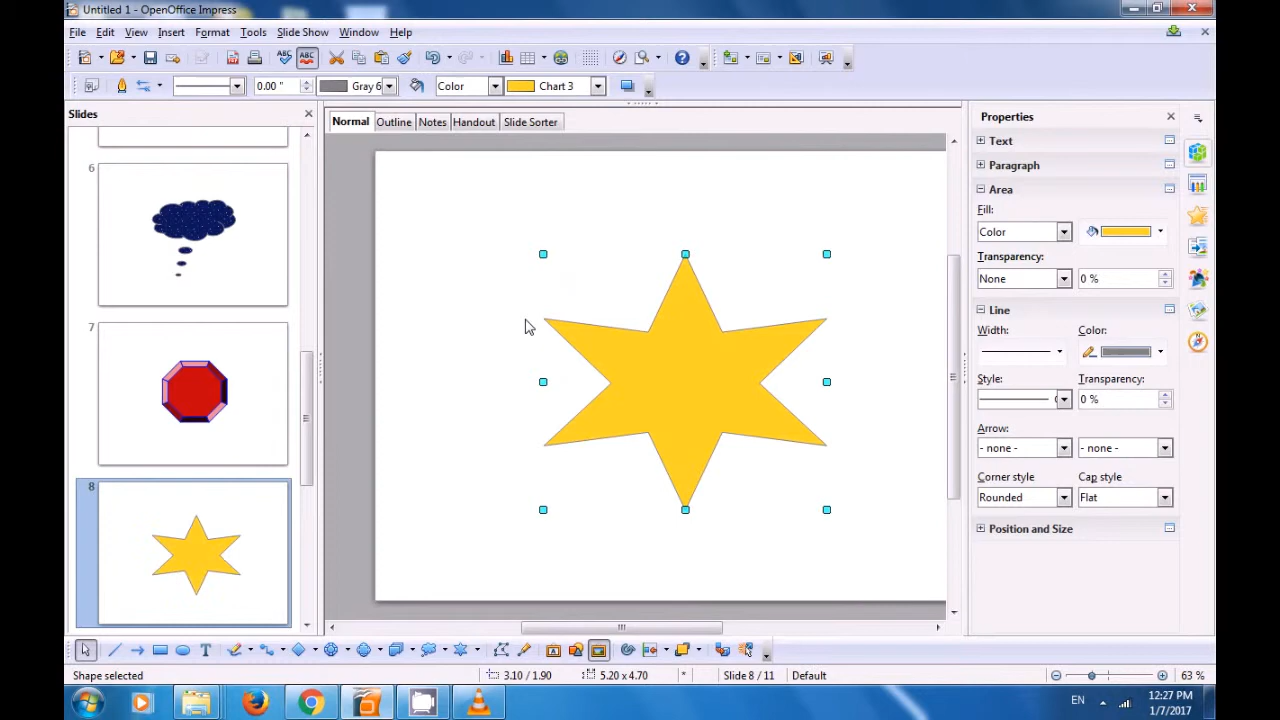 Untitled 1 - OpenOffice Impress
File Edit View Insert Format Tools Slide Show Window Help
ABC ABC
0.00 " Gray 6 Color Chart 3
Slides
Normal Outline Notes Handout Slide Sorter
6
7
8
Properties
Text
Paragraph
Area
Fill:
Color
Transparency:
None 0 %
Line
Width: Color:
Style: Transparency:
0 %
Arrow:
- none - - none -
Corner style Cap style
Rounded Flat
Position and Size
Shape selected 3.10 / 1.90 5.20 x 4.70 * Slide 8 / 11 Default 63 %
EN 12:27 PM
1/7/2017